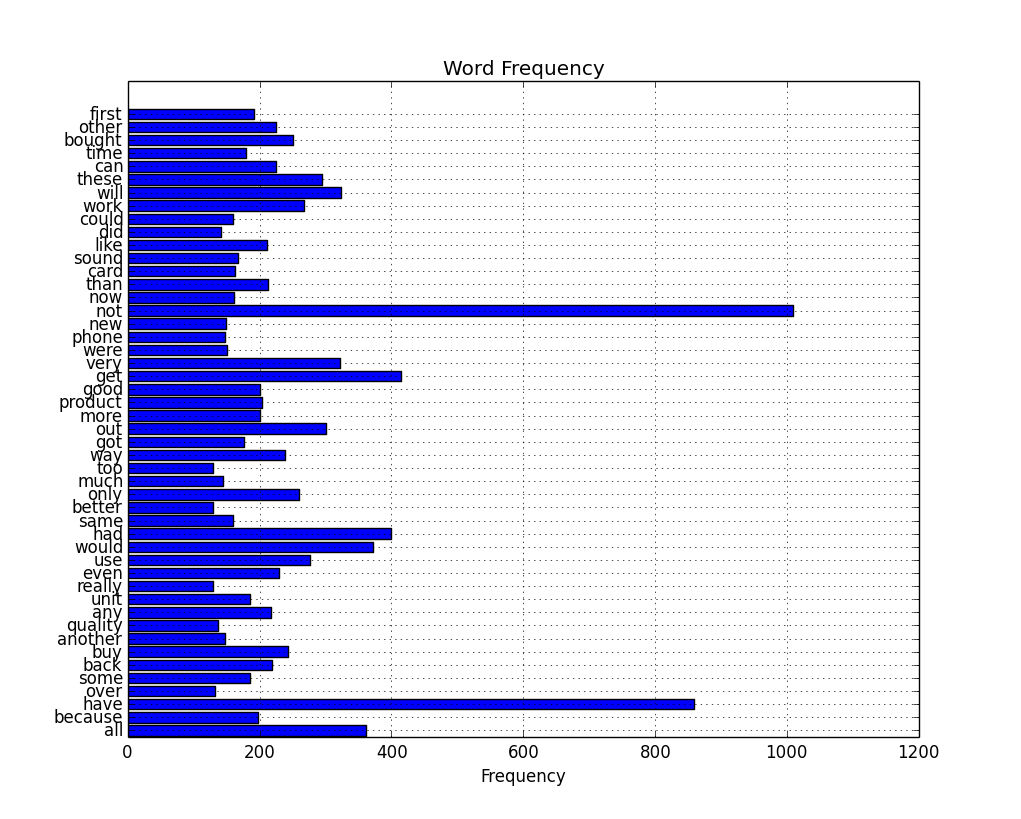 Word Frequency
first
other
bought
time
can
these
will
work
could
did
like
sound
card
than
now
not
new
phone
were
very
get
good
product
more
out
got
way
too
much
only
better
same
had
would
use
even
really
unit
any
quality
another
buy
back
some
over
have
because
all
0 200 400 600 800 1000 1200
Frequency